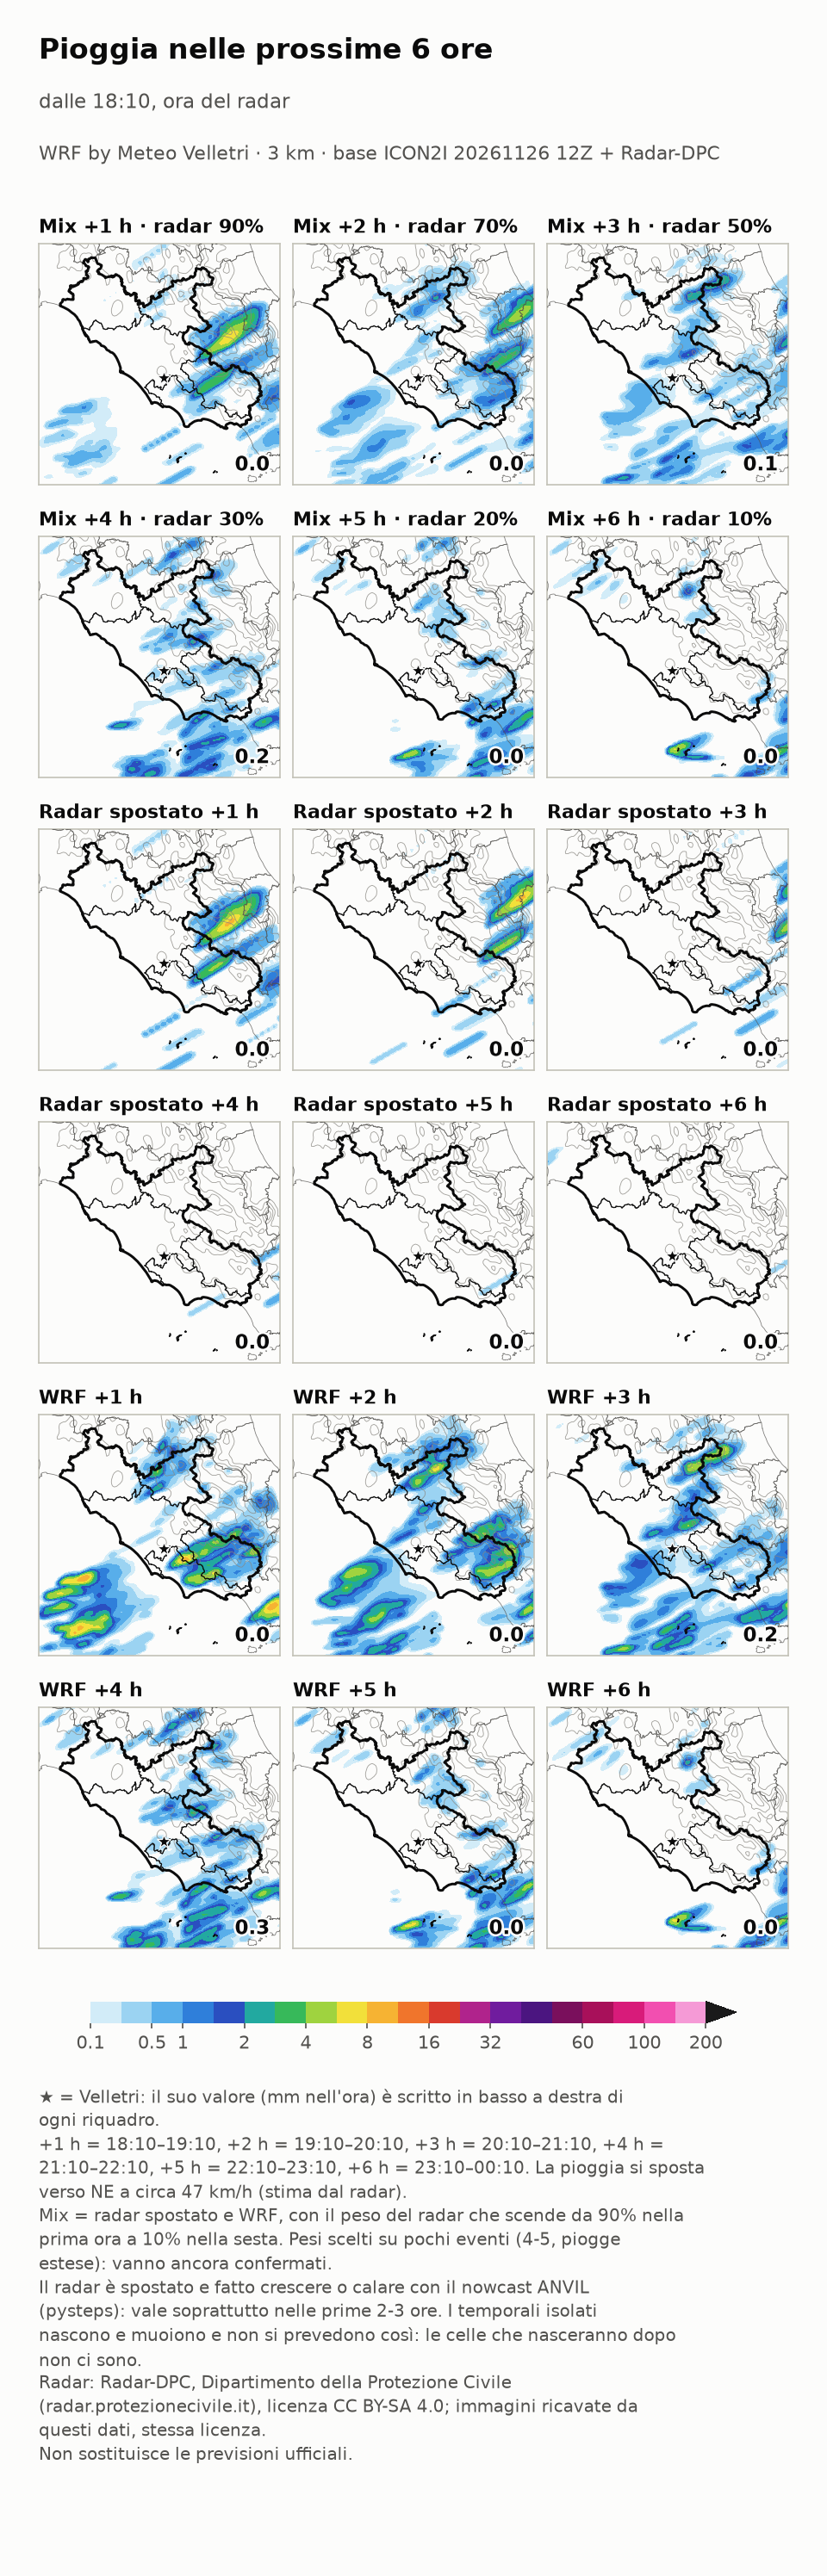 Pioggia nelle prossime 6 ore
dalle 18:10, ora del radar
WRF by Meteo Velletri · 3 km · base ICON2I 20261126 12Z + Radar-DPC
Mix +1 h · radar 90%
Mix +2 h · radar 70%
Mix +3 h · radar 50%
0.0
0.0
0.1
Mix +4 h · radar 30%
Mix +5 h · radar 20%
Mix +6 h · radar 10%
0.2
0.0
0.0
Radar spostato +1 h
Radar spostato +2 h
Radar spostato +3 h
0.0
0.0
0.0
Radar spostato +4 h
Radar spostato +5 h
Radar spostato +6 h
0.0
0.0
0.0
WRF +1 h
WRF +2 h
WRF +3 h
0.0
0.0
0.2
WRF +4 h
WRF +5 h
WRF +6 h
0.3
0.0
0.0
0.1 0.5 1 2 4 8 16 32 60 100 200
★ = Velletri: il suo valore (mm nell'ora) è scritto in basso a destra di
ogni riquadro.
+1 h = 18:10–19:10, +2 h = 19:10–20:10, +3 h = 20:10–21:10, +4 h =
21:10–22:10, +5 h = 22:10–23:10, +6 h = 23:10–00:10. La pioggia si sposta
verso NE a circa 47 km/h (stima dal radar).
Mix = radar spostato e WRF, con il peso del radar che scende da 90% nella
prima ora a 10% nella sesta. Pesi scelti su pochi eventi (4-5, piogge
estese): vanno ancora confermati.
Il radar è spostato e fatto crescere o calare con il nowcast ANVIL
(pysteps): vale soprattutto nelle prime 2-3 ore. I temporali isolati
nascono e muoiono e non si prevedono così: le celle che nasceranno dopo
non ci sono.
Radar: Radar-DPC, Dipartimento della Protezione Civile
(radar.protezionecivile.it), licenza CC BY-SA 4.0; immagini ricavate da
questi dati, stessa licenza.
Non sostituisce le previsioni ufficiali.